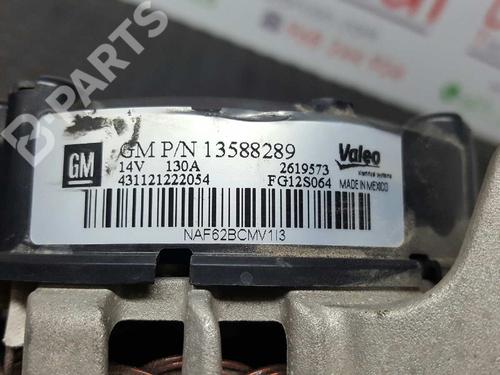 B-PARTS
GM
GM P/N 13588289
14V 130A 2619573
431121222054 FG12S064
Valeo
MADE IN MEXICO
NAF62BCMV1I3